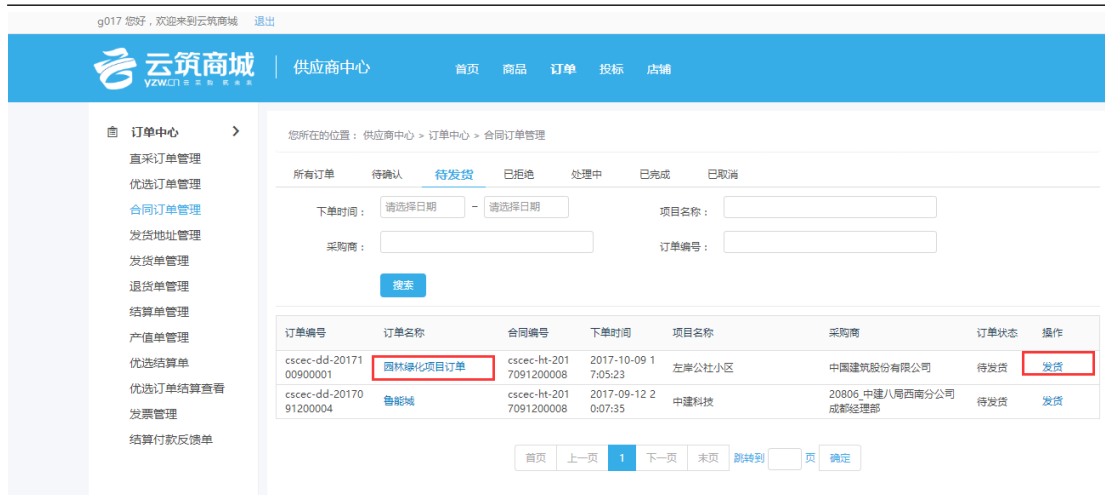 g017 您好，欢迎来到云筑商城 退出
云筑商城 供应商中心 首页 商品 订单 投标 店铺
yzw.cn
订单中心
直采订单管理
优选订单管理
合同订单管理
发货地址管理
发货单管理
退货单管理
结算单管理
产值单管理
优选结算单
优选订单结算查看
发票管理
结算付款反馈单
您所在的位置：供应商中心 > 订单中心 > 合同订单管理
所有订单 待确认 待发货 已拒绝 处理中 已完成 已取消
下单时间： 请选择日期 - 请选择日期 项目名称：
采购商： 订单编号：
搜索
订单编号 订单名称 合同编号 下单时间 项目名称 采购商 订单状态 操作
cscec-dd-20171 cscec-ht-201 2017-10-09 1
园林绿化项目订单 左岸公社小区 中国建筑股份有限公司 待发货 发货
00900001 7091200008 7:05:23
cscec-dd-20170 cscec-ht-201 2017-09-12 2 20806_中建八局西南分公司
鲁能城 中建科技 待发货 发货
91200004 7091200008 0:07:35 成都经理部
首页 上一页 1 下一页 末页 跳转到 页 确定